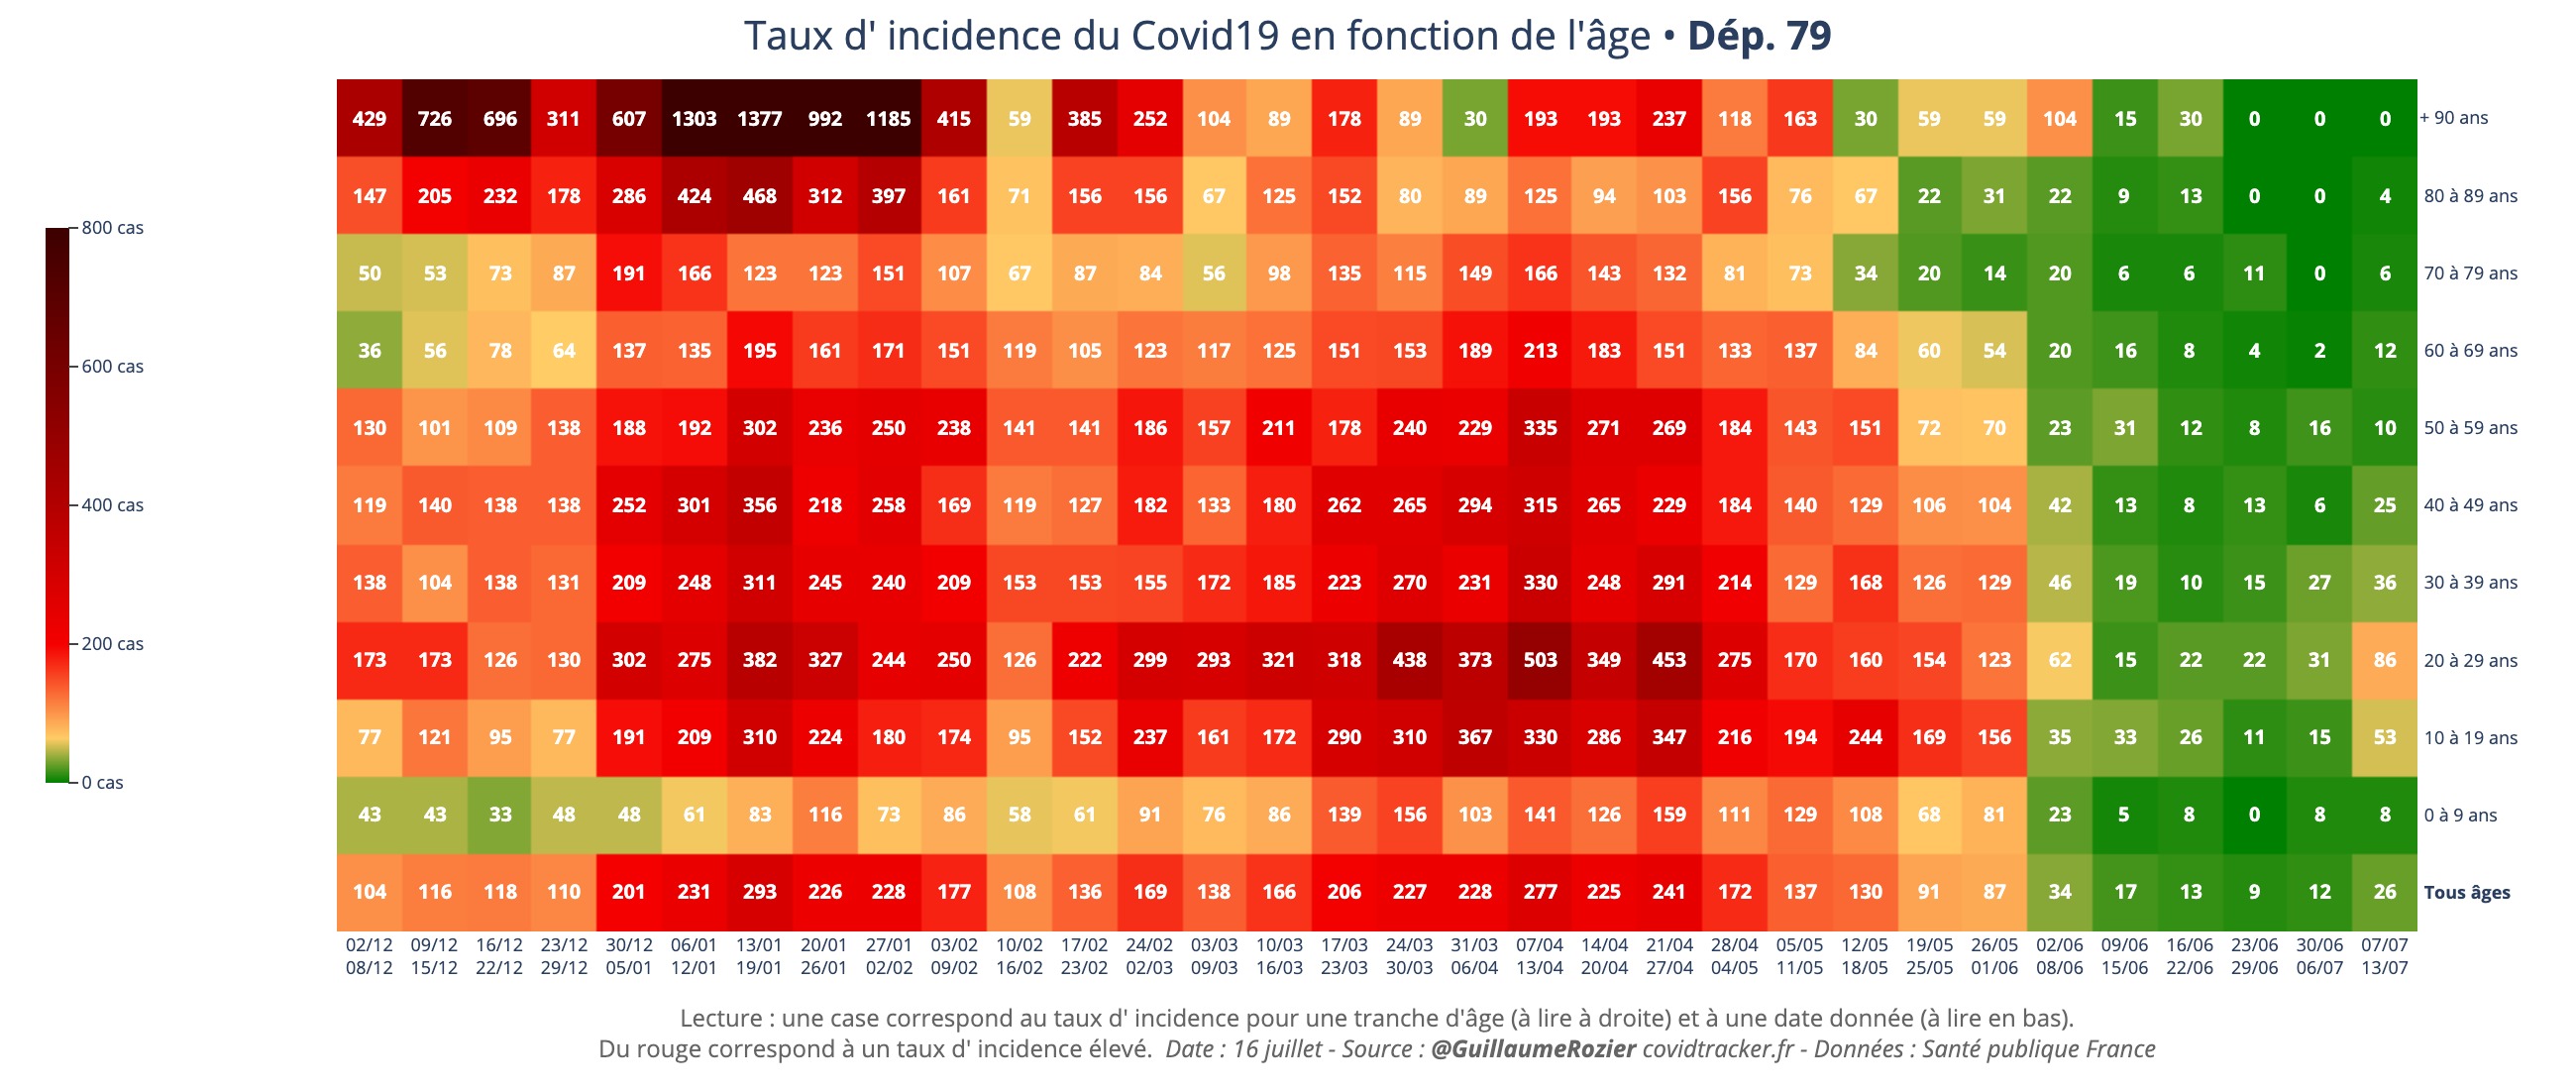 Taux d' incidence du Covid19 en fonction de l'âge • Dép. 79
429 726 696 311 607 1303 1377 992 1185 415 59 385 252 104 89 178 89 30 193 193 237 118 163 30 59 59 104 15 30 0 0 0 + 90 ans
147 205 232 178 286 424 468 312 397 161 71 156 156 67 125 152 80 89 125 94 103 156 76 67 22 31 22 9 13 0 0 4 80 à 89 ans
800 cas
50 53 73 87 191 166 123 123 151 107 67 87 84 56 98 135 115 149 166 143 132 81 73 34 20 14 20 6 6 11 0 6 70 à 79 ans
36 56 78 64 137 135 195 161 171 151 119 105 123 117 125 151 153 189 213 183 151 133 137 84 60 54 20 16 8 4 2 12 60 à 69 ans
600 cas
130 101 109 138 188 192 302 236 250 238 141 141 186 157 211 178 240 229 335 271 269 184 143 151 72 70 23 31 12 8 16 10 50 à 59 ans
400 cas
119 140 138 138 252 301 356 218 258 169 119 127 182 133 180 262 265 294 315 265 229 184 140 129 106 104 42 13 8 13 6 25 40 à 49 ans
138 104 138 131 209 248 311 245 240 209 153 153 155 172 185 223 270 231 330 248 291 214 129 168 126 129 46 19 10 15 27 36 30 à 39 ans
200 cas
173 173 126 130 302 275 382 327 244 250 126 222 299 293 321 318 438 373 503 349 453 275 170 160 154 123 62 15 22 22 31 86 20 à 29 ans
77 121 95 77 191 209 310 224 180 174 95 152 237 161 172 290 310 367 330 286 347 216 194 244 169 156 35 33 26 11 15 53 10 à 19 ans
0 cas
43 43 33 48 48 61 83 116 73 86 58 61 91 76 86 139 156 103 141 126 159 111 129 108 68 81 23 5 8 0 8 8 0 à 9 ans
104 116 118 110 201 231 293 226 228 177 108 136 169 138 166 206 227 228 277 225 241 172 137 130 91 87 34 17 13 9 12 26 Tous âges
02/12 09/12 16/12 23/12 30/12 06/01 13/01 20/01 27/01 03/02 10/02 17/02 24/02 03/03 10/03 17/03 24/03 31/03 07/04 14/04 21/04 28/04 05/05 12/05 19/05 26/05 02/06 09/06 16/06 23/06 30/06 07/07
08/12 15/12 22/12 29/12 05/01 12/01 19/01 26/01 02/02 09/02 16/02 23/02 02/03 09/03 16/03 23/03 30/03 06/04 13/04 20/04 27/04 04/05 11/05 18/05 25/05 01/06 08/06 15/06 22/06 29/06 06/07 13/07
Lecture : une case correspond au taux d' incidence pour une tranche d'âge (à lire à droite) et à une date donnée (à lire en bas).
Du rouge correspond à un taux d' incidence élevé. Date : 16 juillet - Source : @GuillaumeRozier covidtracker.fr - Données : Santé publique France